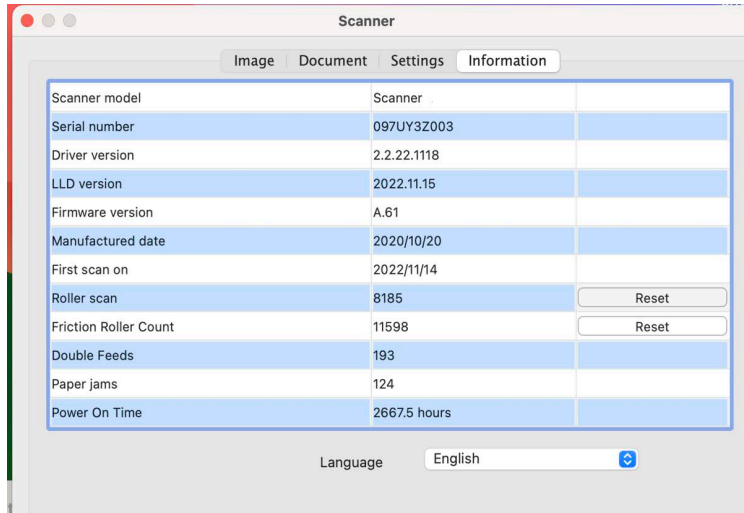 Scanner
Image Document Settings Information
Scanner model Scanner
Serial number 097UY3Z003
Driver version 2.2.22.1118
LLD version 2022.11.15
Firmware version A.61
Manufactured date 2020/10/20
First scan on 2022/11/14
Roller scan 8185 Reset
Friction Roller Count 11598 Reset
Double Feeds 193
Paper jams 124
Power On Time 2667.5 hours
Language English